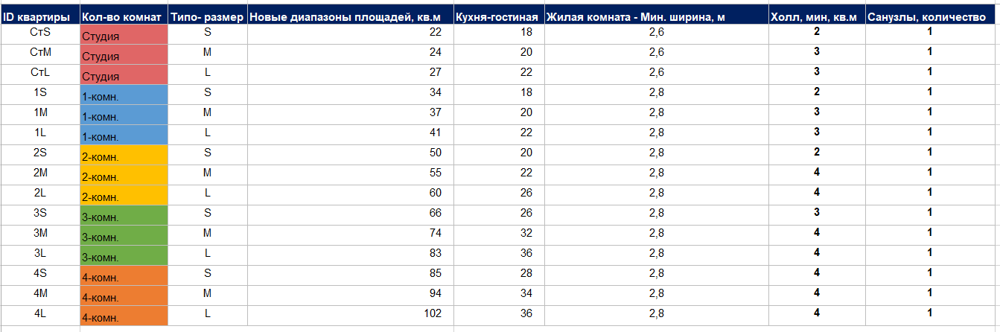 ID квартиры Кол-во комнат Типо- размер Новые диапазоны площадей, кв.м Кухня-гостиная Жилая комната - Мин. ширина, м Холл, мин, кв.м Санузлы, количество
СтS Студия S 22 18 2,6 2 1
СтM Студия M 24 20 2,6 3 1
СтL Студия L 27 22 2,6 3 1
1S 1-комн. S 34 18 2,8 2 1
1M 1-комн. M 37 20 2,8 3 1
1L 1-комн. L 41 22 2,8 3 1
2S 2-комн. S 50 20 2,8 2 1
2M 2-комн. M 55 22 2,8 4 1
2L 2-комн. L 60 26 2,8 4 1
3S 3-комн. S 66 26 2,8 3 1
3M 3-комн. M 74 32 2,8 4 1
3L 3-комн. L 83 36 2,8 4 1
4S 4-комн. S 85 28 2,8 4 1
4M 4-комн. M 94 34 2,8 4 1
4L 4-комн. L 102 36 2,8 4 1